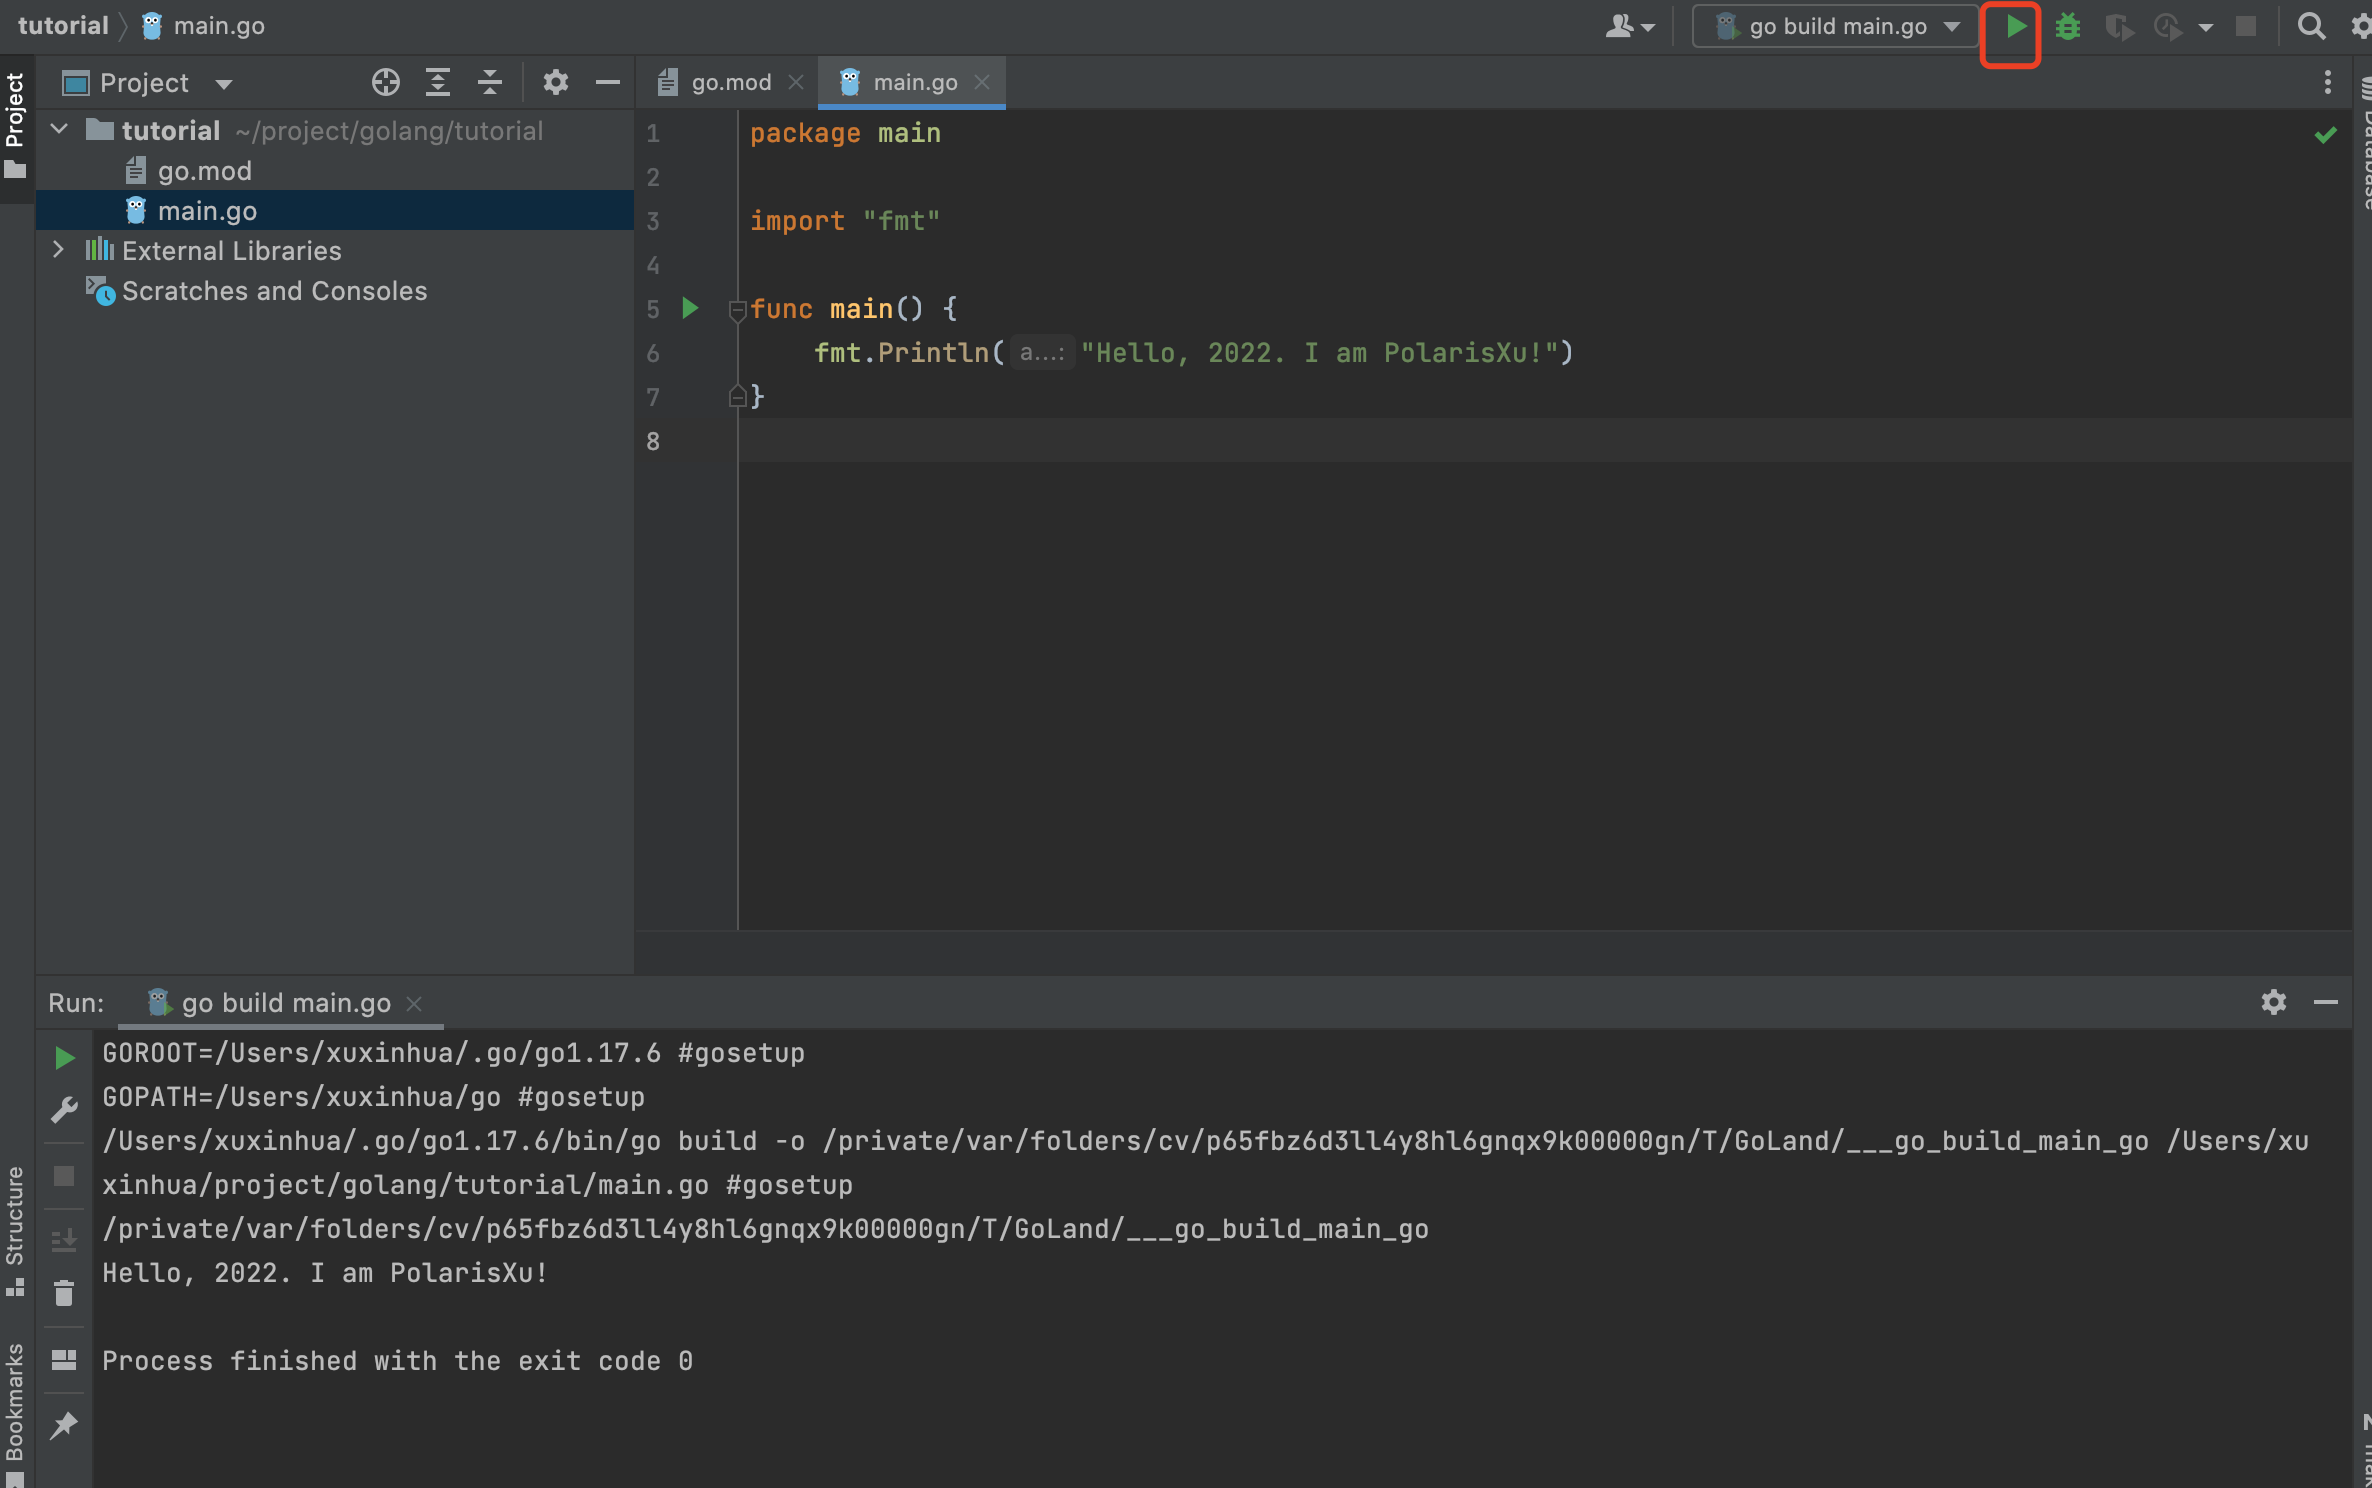 tutorial main.go
go build main.go
Project
go.mod
main.go
Project
Database
tutorial ~/project/golang/tutorial
go.mod
main.go
External Libraries
Scratches and Consoles
1 package main
2
3 import "fmt"
4
5 func main() {
6 fmt.Println( a...: "Hello, 2022. I am PolarisXu!")
7 }
8
Run: go build main.go
GOROOT=/Users/xuxinhua/.go/go1.17.6 #gosetup
GOPATH=/Users/xuxinhua/go #gosetup
/Users/xuxinhua/.go/go1.17.6/bin/go build -o /private/var/folders/cv/p65fbz6d3ll4y8hl6gnqx9k00000gn/T/GoLand/___go_build_main_go /Users/xu
xinhua/project/golang/tutorial/main.go #gosetup
/private/var/folders/cv/p65fbz6d3ll4y8hl6gnqx9k00000gn/T/GoLand/___go_build_main_go
Hello, 2022. I am PolarisXu!
Process finished with the exit code 0
Structure
Bookmarks